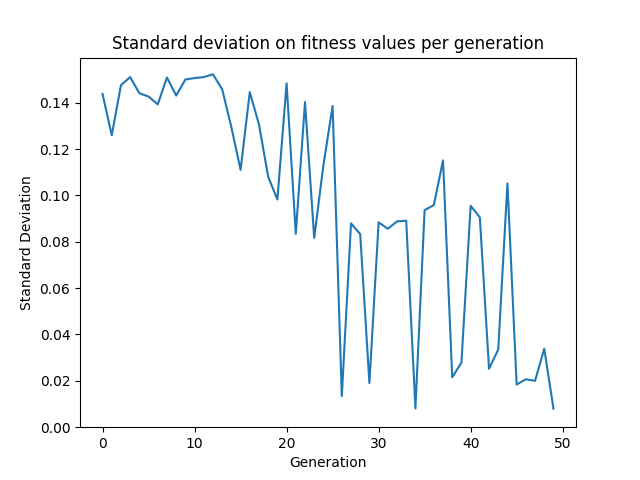 Standard deviation on fitness values per generation
0.14
0.12
0.10
0.08
0.06
0.04
0.02
0.00
Standard Deviation
0 10 20 30 40 50
Generation